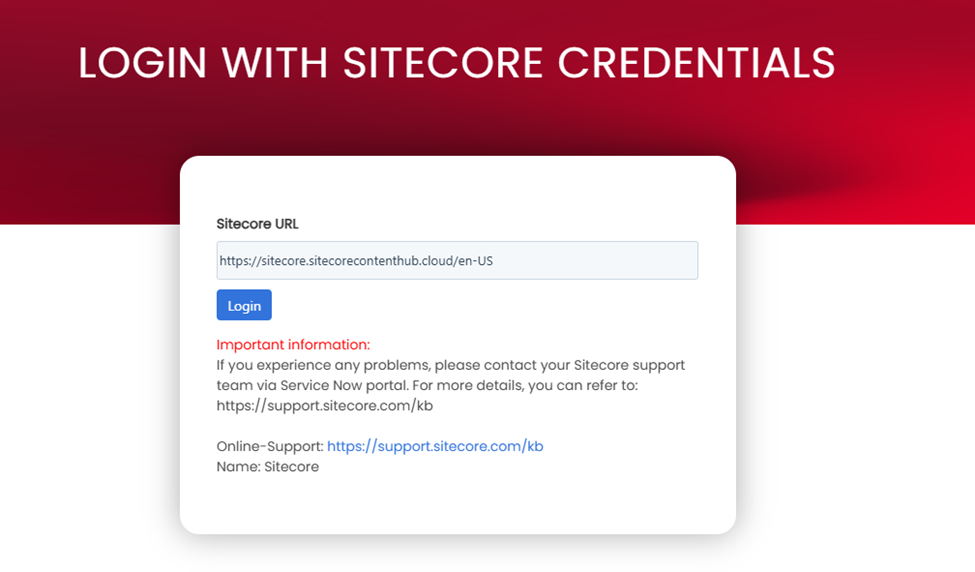 LOGIN WITH SITECORE CREDENTIALS
Sitecore URL
https://sitecore.sitecorecontenthub.cloud/en-US
Login
Important information:
If you experience any problems, please contact your Sitecore support
team via Service Now portal. For more details, you can refer to:
https://support.sitecore.com/kb
Online-Support: https://support.sitecore.com/kb
Name: Sitecore